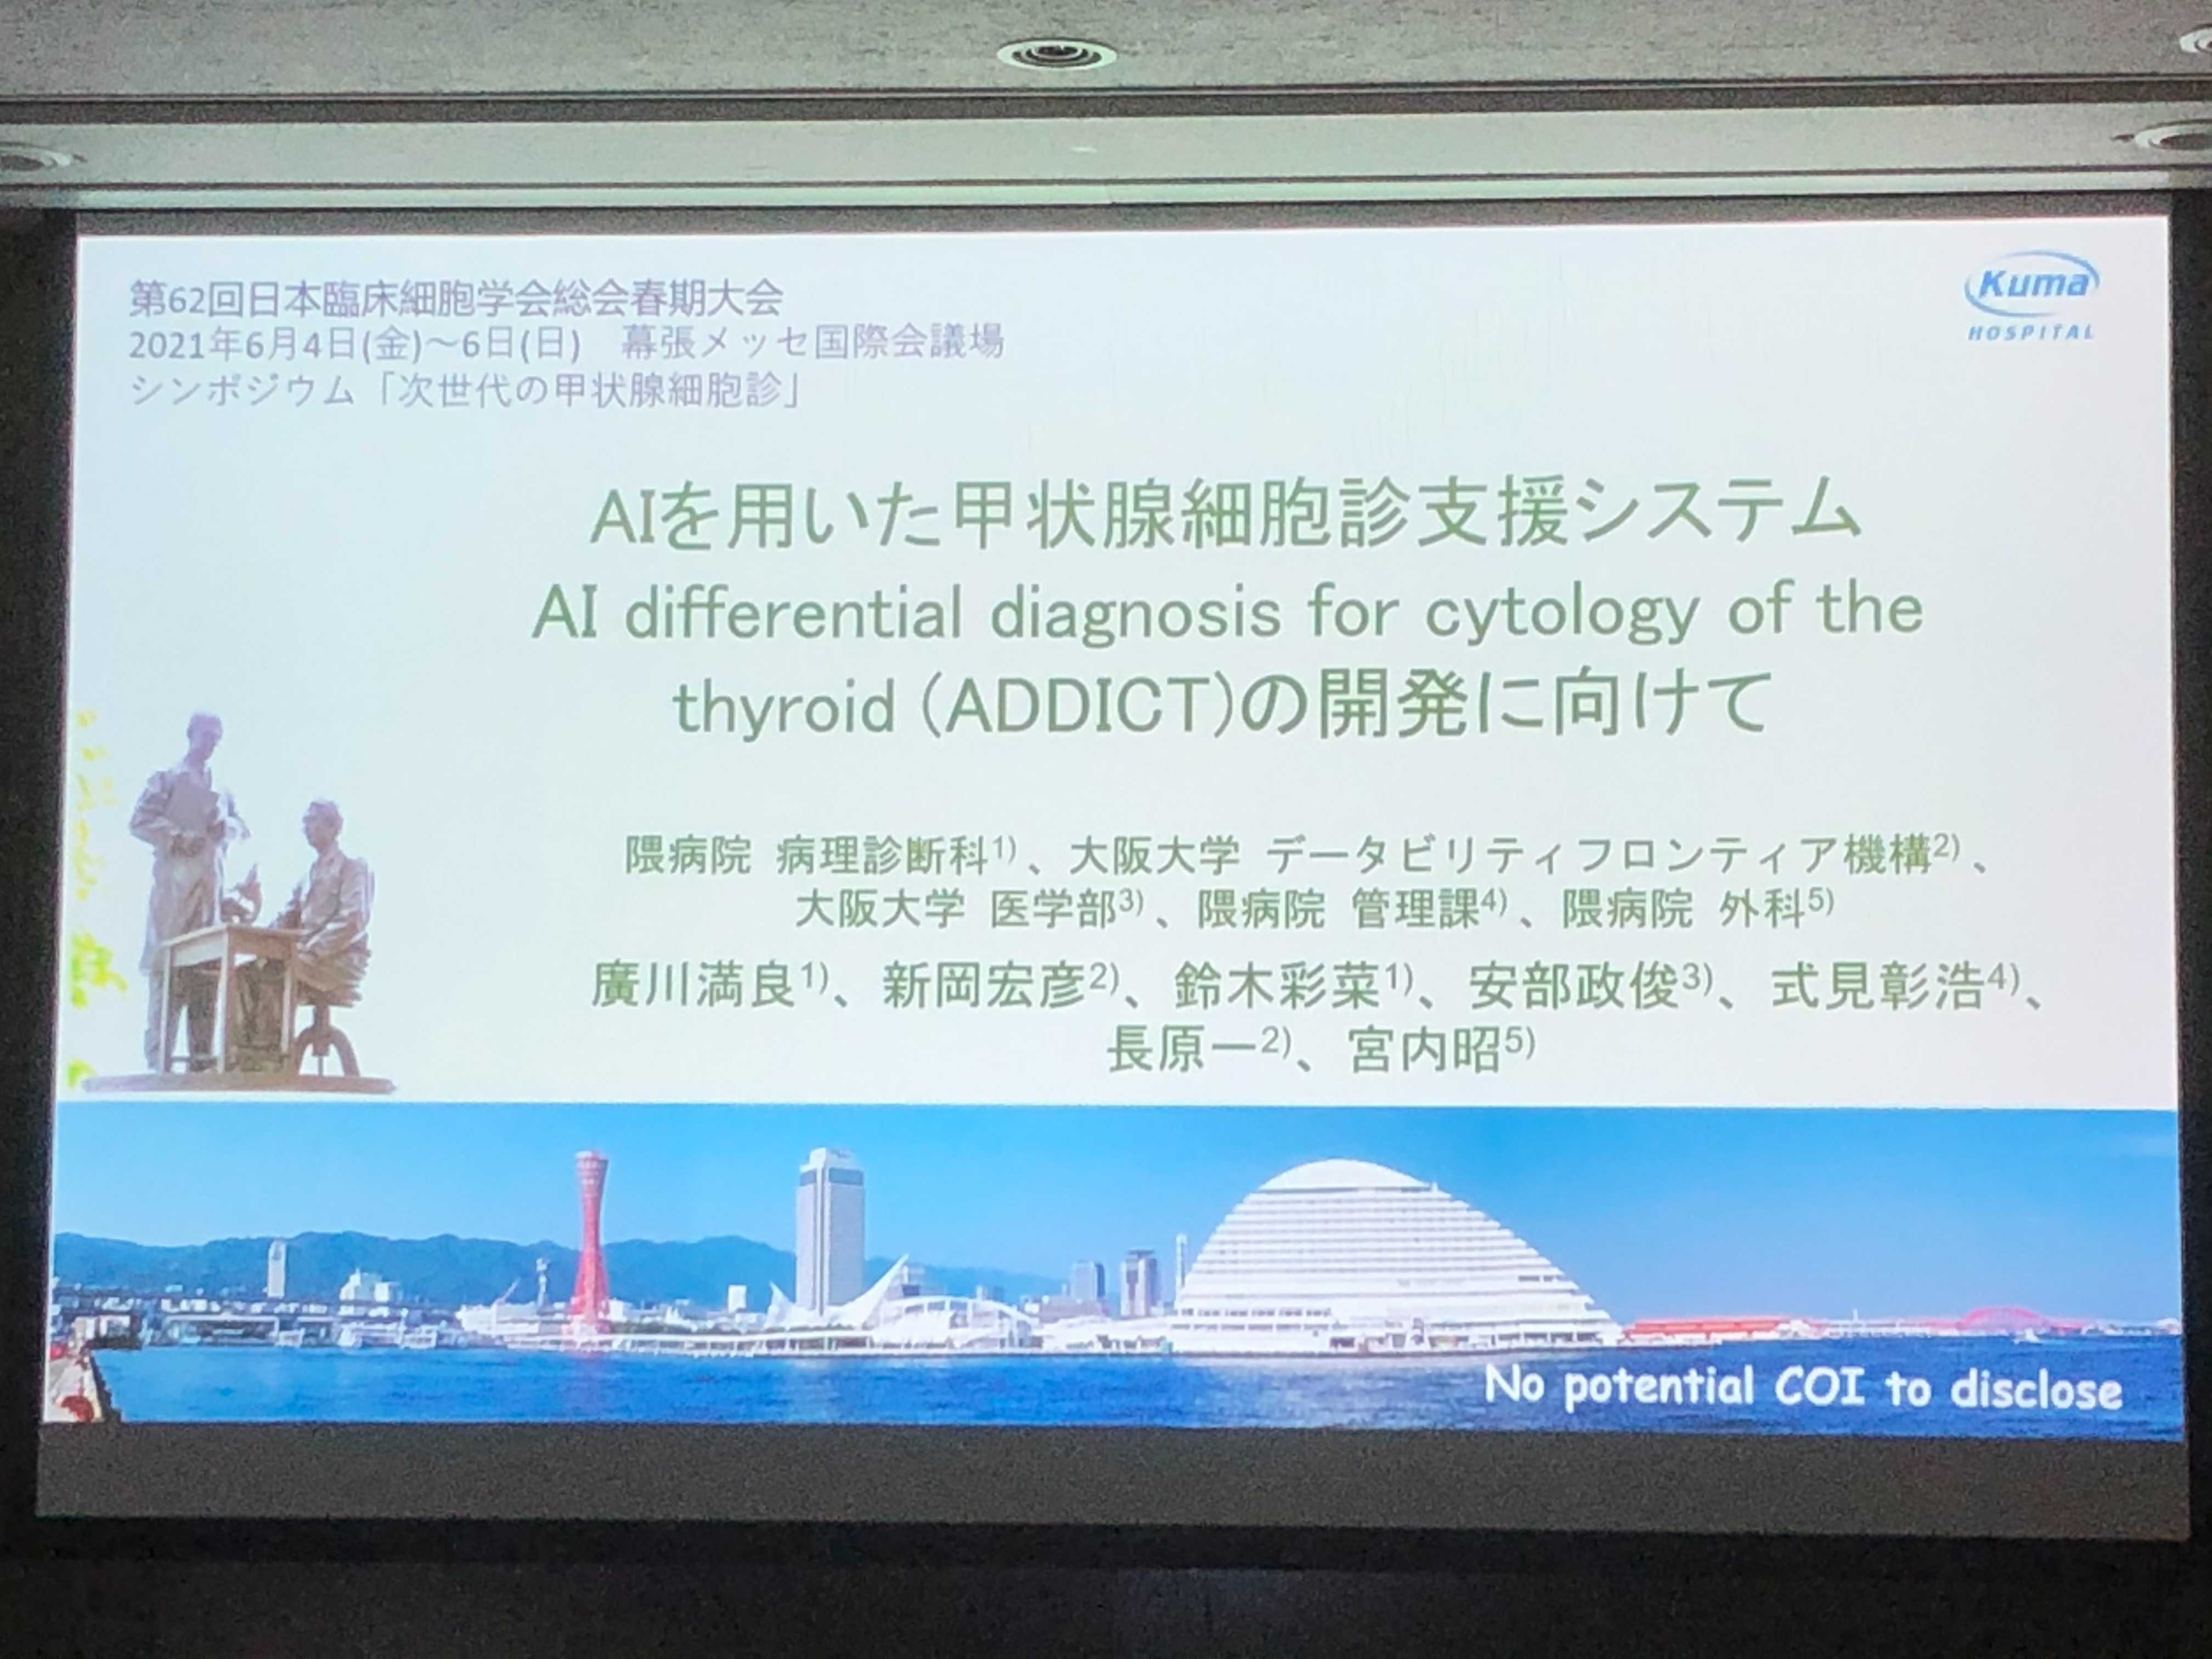 第62回日本臨床細胞学会総会春期大会
2021年6月4日(金)～6日(日)　幕張メッセ国際会議場
シンポジウム「次世代の甲状腺細胞診」
Kuma
HOSPITAL
AIを用いた甲状腺細胞診支援システム
AI differential diagnosis for cytology of the
thyroid (ADDICT)の開発に向けて
隈病院 病理診断科1)、大阪大学 データビリティフロンティア機構2)、
大阪大学 医学部3)、隈病院 管理課4)、隈病院 外科5)
廣川満良1)、新岡宏彦2)、鈴木彩菜1)、安部政俊3)、式見彰浩4)、
長原一2)、宮内昭5)
No potential COI to disclose